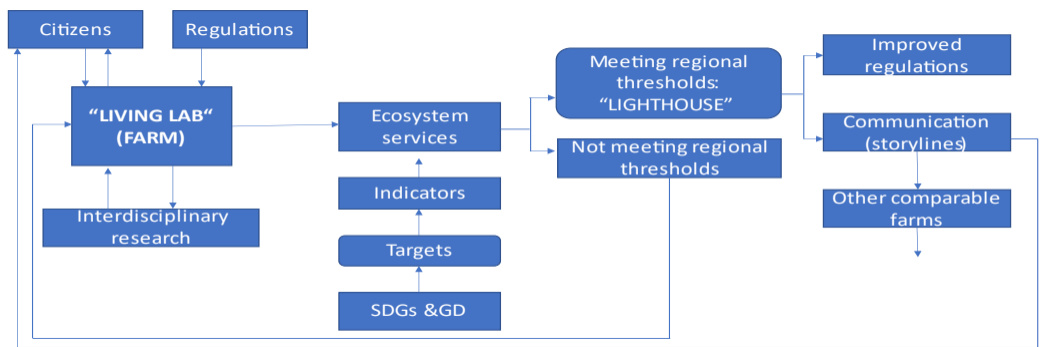 Citizens
Regulations
“LIVING LAB“
(FARM)
Interdisciplinary
research
Ecosystem
services
Indicators
Targets
SDGs &GD
Meeting regional
thresholds:
“LIGHTHOUSE”
Not meeting regional
thresholds
Improved
regulations
Communication
(storylines)
Other comparable
farms